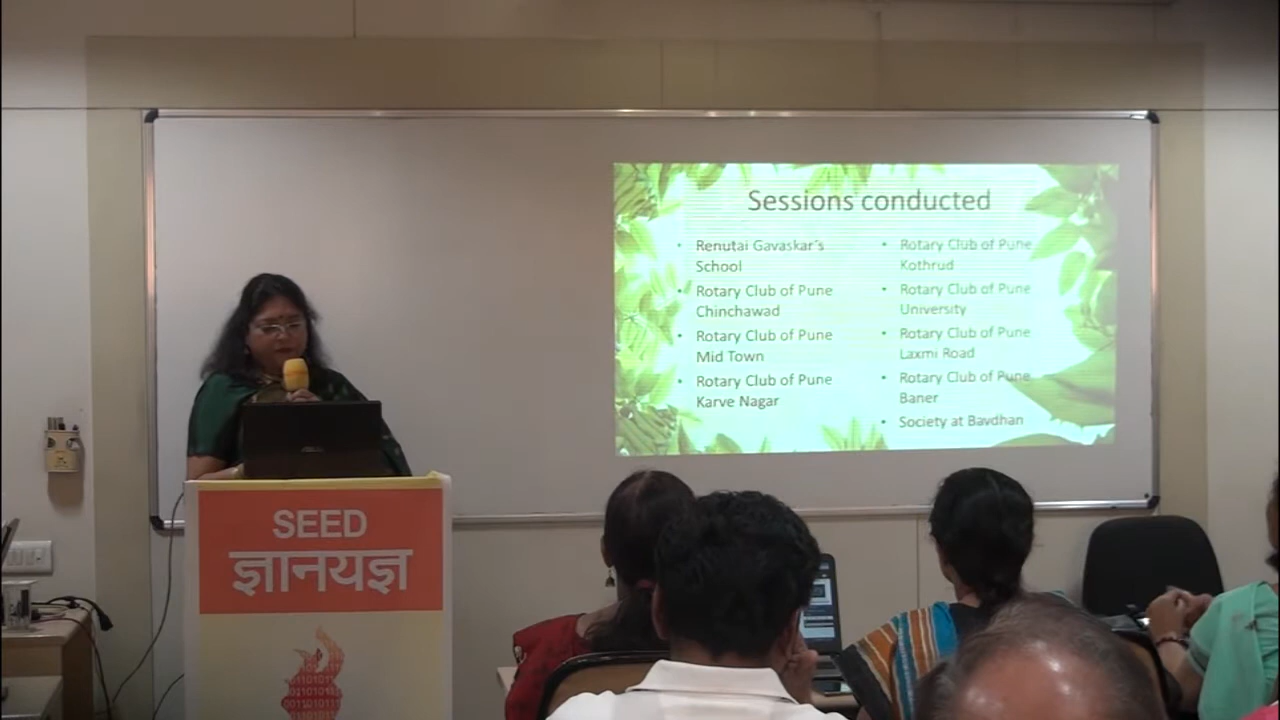 Sessions conducted
• Renutai Gavaskar's
School
• Rotary Club of Pune
Chinchawad
• Rotary Club of Pune
Mid Town
• Rotary Club of Pune
Karve Nagar
• Rotary Club of Pune
Kothrud
• Rotary Club of Pune
University
• Rotary Club of Pune
Laxmi Road
• Rotary Club of Pune
Baner
• Society at Bavdhan
SEED
ज्ञानयज्ञ